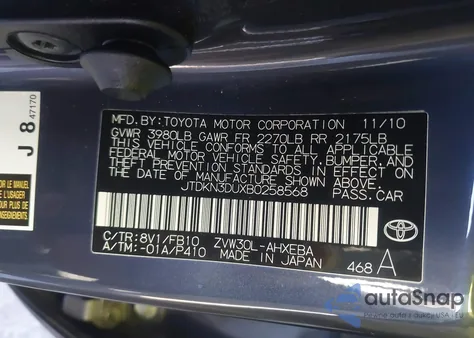 J 8
47170
MFD. BY: TOYOTA MOTOR CORPORATION 11/10
GVWR 3980LB GAWR FR 2270LB RR 2175LB
THIS VEHICLE CONFORMS TO ALL APPLICABLE
FEDERAL MOTOR VEHICLE SAFETY, BUMPER, AND
THEFT PREVENTION STANDARDS IN EFFECT ON
THE DATE OF MANUFACTURE SHOWN ABOVE.
JTDKN3DUXB0258568 PASS.CAR
C/TR:8V1/FB10 ZVW30L-AHXEBA
A/TM:-01A/P410 MADE IN JAPAN
468 A
TOYOTA
autoSnap